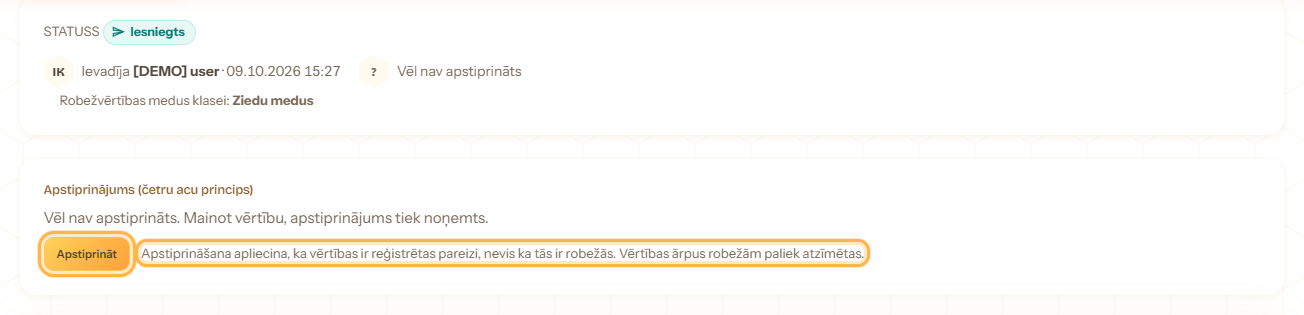 STATUSS Iesniegts
IK Ievadīja [DEMO] user · 09.10.2026 15:27 ? Vēl nav apstiprināts
Robežvērtības medus klasei: Ziedu medus
Apstiprinājums (četru acu princips)
Vēl nav apstiprināts. Mainot vērtību, apstiprinājums tiek noņemts.
Apstiprināt Apstiprināšana apliecina, ka vērtības ir reģistrētas pareizi, nevis ka tās ir robežās. Vērtības ārpus robežām paliek atzīmētas.